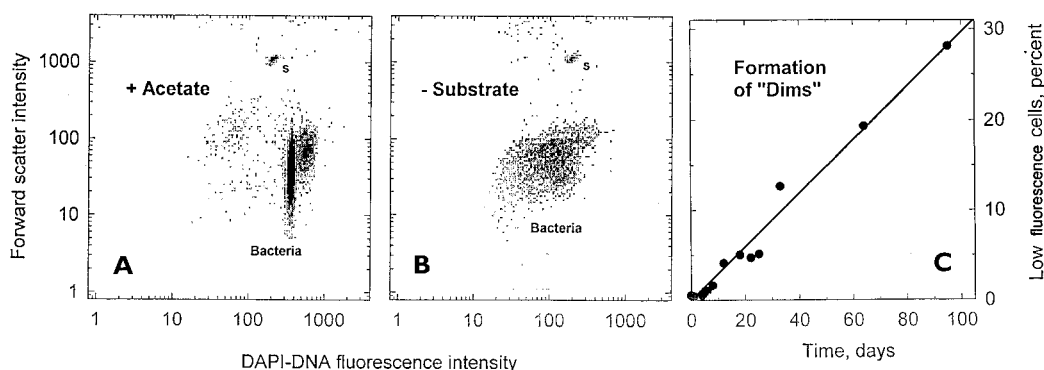 Forward scatter intensity
1000
100
10
1
+ Acetate
S
Bacteria
A
1
10
100
1000
- Substrate
S
Bacteria
B
1
10
100
1000
DAPI-DNA fluorescence intensity
Formation
of "Dims"
C
0
20
40
60
80
100
Time, days
30
20
10
0
Low fluorescence cells, percent